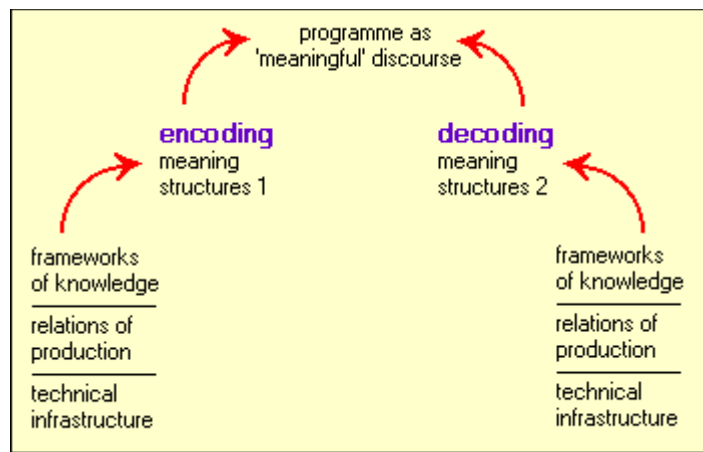 programme as
'meaningful' discourse
encoding
meaning
structures 1
decoding
meaning
structures 2
frameworks
of knowledge
relations of
production
technical
infrastructure
frameworks
of knowledge
relations of
production
technical
infrastructure